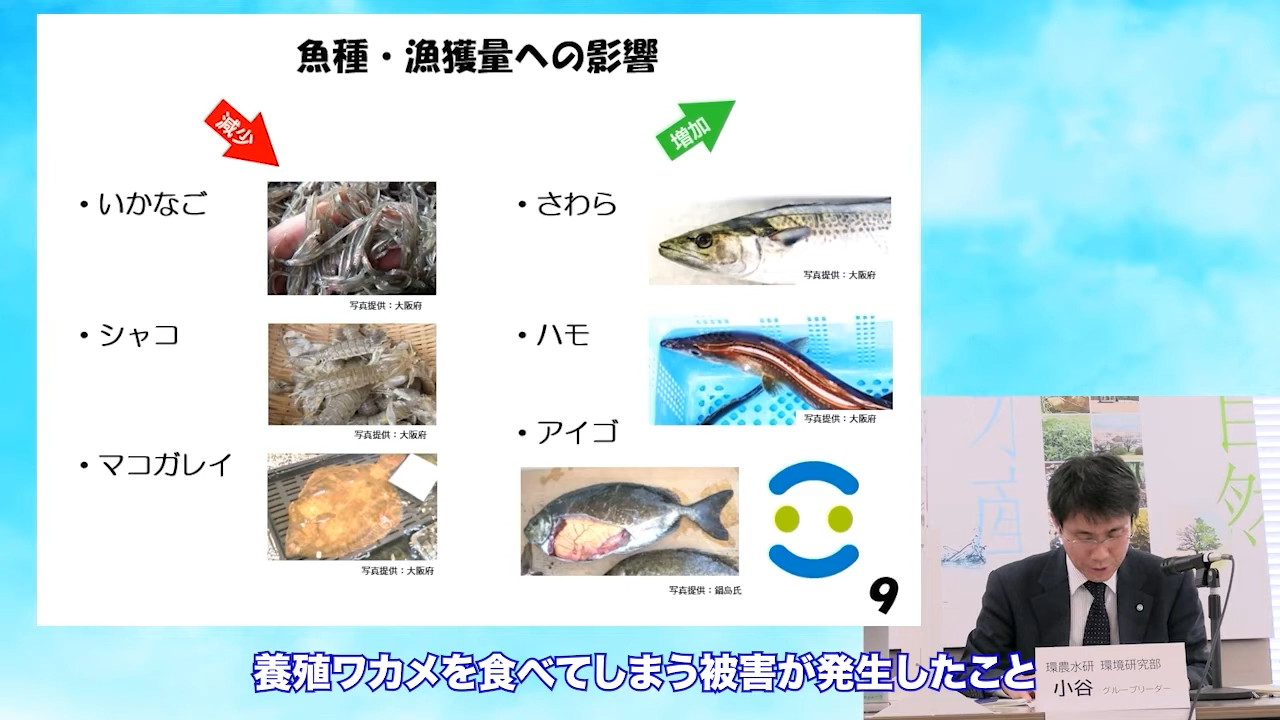 魚種・漁獲量への影響
減少
増加
・いかなご
写真提供：大阪府
・シャコ
写真提供：大阪府
・マコガレイ
写真提供：大阪府
・さわら
写真提供：大阪府
・ハモ
写真提供：大阪府
・アイゴ
写真提供：鍋島氏
9
環農水研 環境研究部
小谷 グループリーダー
養殖ワカメを食べてしまう被害が発生したこと